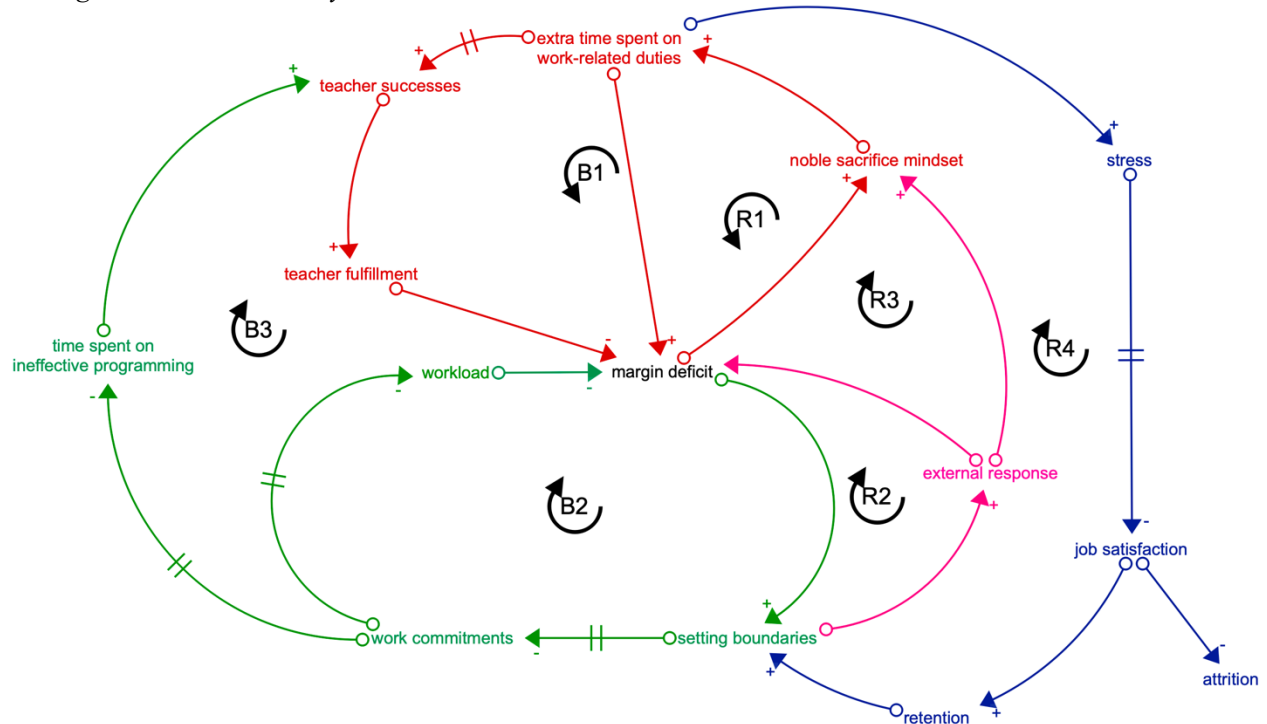 extra time spent on
work-related duties
+
+
+
+
teacher successes
B1
noble sacrifice mindset
+
stress
+
R1
+
teacher fulfillment
R3
B3
R4
time spent on
ineffective programming
-
+
workload
margin deficit
-
-
-
external response
B2
R2
+
-
job satisfaction
+
work commitments
setting boundaries
-
+
-
attrition
retention
+